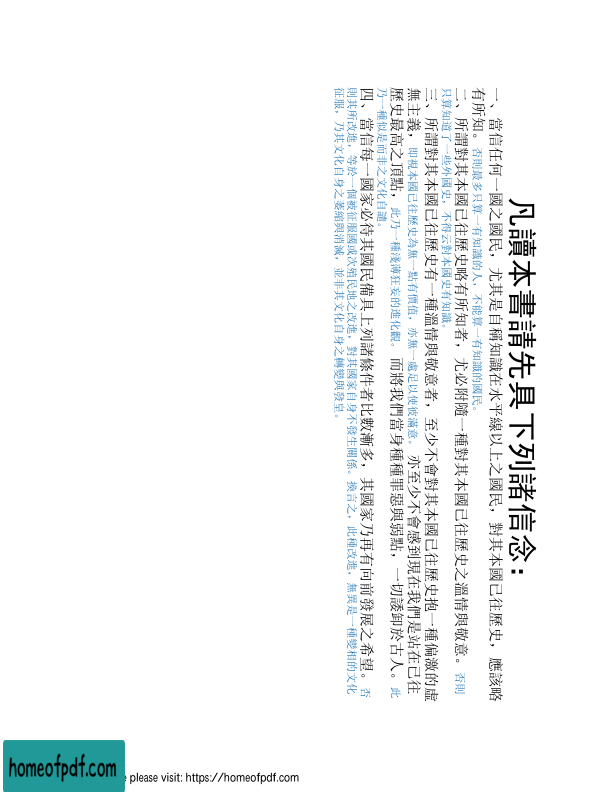 凡讀本書請先具下列諸信念：
一、當信任何一國之國民，尤其是自稱知識在水平線以上之國民，對其本國已往歷史，應該略
有所知。否則最多只算一有知識的人，不能算一有知識的國民。
二、所謂對其本國已往歷史略有所知者，尤必附隨一種對其本國已往歷史之溫情與敬意。否則
只算知道了一些外國史，不得云對本國史有知識。
三、所謂對其本國已往歷史有一種溫情與敬意者，至少不會對其本國已往歷史抱一種偏激的虛
無主義，即視本國已往歷史為無一點有價值，亦無一處足以使彼滿意。亦至少不會感到現在我們是站在已往
歷史最高之頂點，此乃一種淺薄狂妄的進化觀。而將我們當身種種罪惡與弱點，一切諉卸於古人。此
乃一種似是而非之文化自譴。
四、當信每一國家必待其國民備具上列諸條件者比數漸多，其國家乃再有向前發展之希望。否
則其所改進，等於一個被征服國或次殖民地之改進，對其國家自身不發生關係。換言之，此種改進，無異是一種變相的文化
征服，乃其文化自身之萎縮與消滅，並非其文化自身之轉變與發皇。
homeofpdf.com
e please visit: https://homeofpdf.com